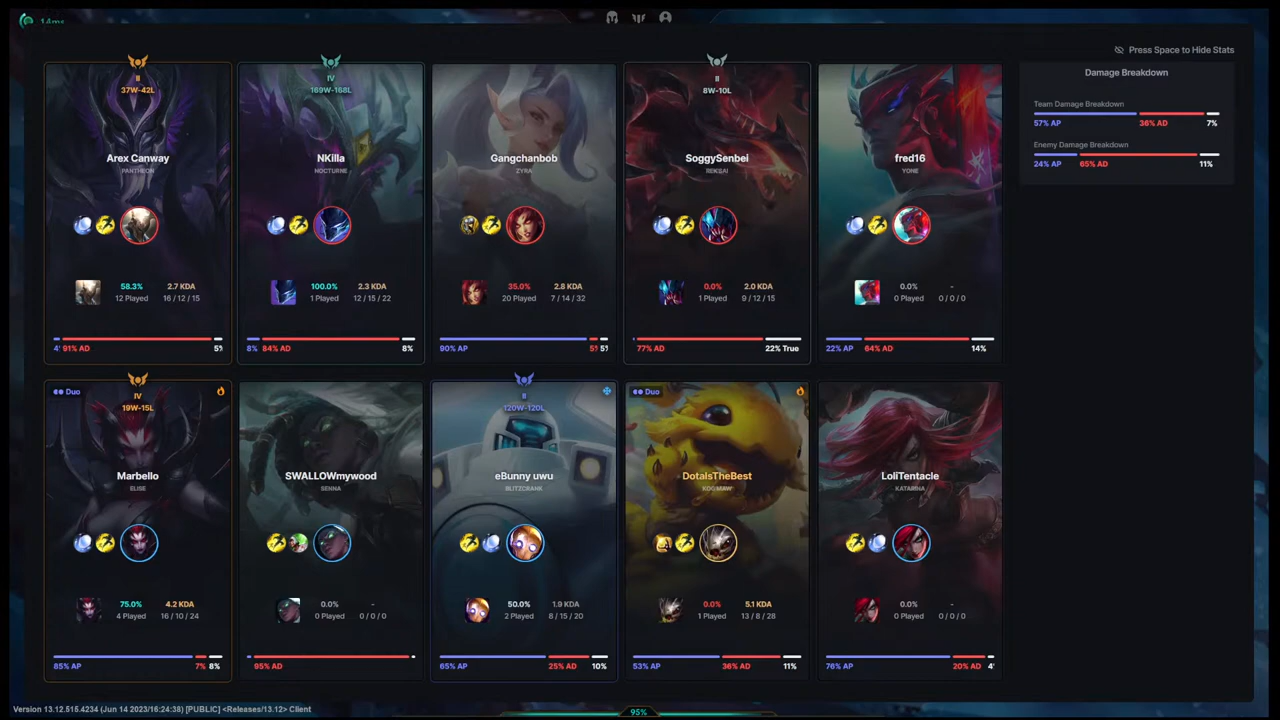 14ms
Press Space to Hide Stats
II
37W-42L
Arex Canway
PANTHEON
58.3% 2.7 KDA
12 Played 16 / 12 / 15
91% AD
IV
169W-168L
NKilla
NOCTURNE
100.0% 2.3 KDA
1 Played 12 / 15 / 22
8% 84% AD 8%
Gangchanbob
ZYRA
35.0% 2.8 KDA
20 Played 7 / 14 / 32
90% AP
II
8W-10L
SoggySenbei
REKSAI
0.0% 2.0 KDA
1 Played 9 / 12 / 15
77% AD 22% True
fred16
YONE
0.0% -
0 Played 0 / 0 / 0
22% AP 64% AD 14%
Damage Breakdown
Team Damage Breakdown
57% AP 36% AD 7%
Enemy Damage Breakdown
24% AP 65% AD 11%
Duo
IV
19W-15L
Marbello
ELISE
75.0% 4.2 KDA
4 Played 16 / 10 / 24
85% AP 7% 8%
SWALLOWmywood
SENNA
0.0% -
0 Played 0 / 0 / 0
95% AD
II
120W-120L
eBunny uwu
BLITZCRANK
50.0% 1.9 KDA
2 Played 8 / 15 / 20
65% AP 25% AD 10%
Duo
DotaIsTheBest
KOG'MAW
0.0% 5.1 KDA
1 Played 13 / 8 / 28
53% AP 36% AD 11%
LoliTentacle
KATARINA
0.0% -
0 Played 0 / 0 / 0
76% AP 20% AD
Version 13.12.515.4234 (Jun 14 2023/16:24:38) [PUBLIC] <Releases/13.12> Client
95%